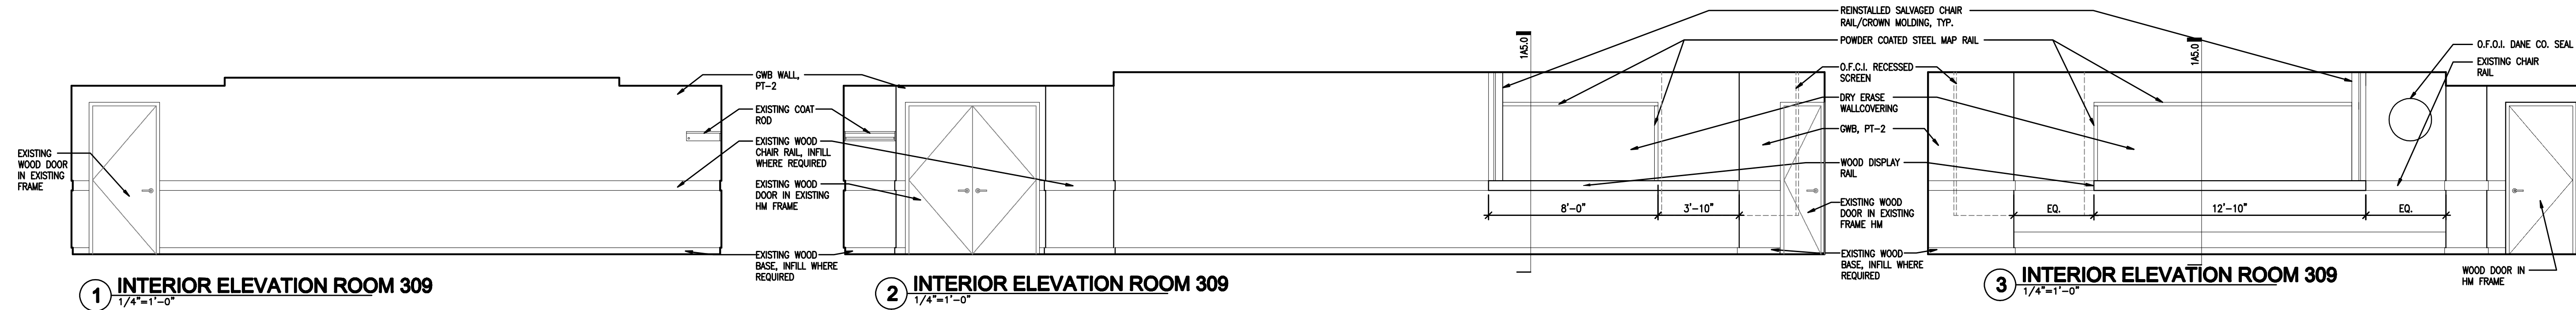 EXISTING
WOOD DOOR
IN EXISTING
FRAME
GWB WALL,
PT-2
EXISTING COAT
ROD
EXISTING WOOD
CHAIR RAIL, INFILL
WHERE REQUIRED
EXISTING WOOD
DOOR IN EXISTING
HM FRAME
EXISTING WOOD
BASE, INFILL WHERE
REQUIRED
1 INTERIOR ELEVATION ROOM 309
1/4"=1'-0"
1A5.0
8'-0"
3'-10"
2 INTERIOR ELEVATION ROOM 309
1/4"=1'-0"
REINSTALLED SALVAGED CHAIR
RAIL/CROWN MOLDING, TYP.
POWDER COATED STEEL MAP RAIL
O.F.C.I. RECESSED
SCREEN
DRY ERASE
WALLCOVERING
GWB, PT-2
WOOD DISPLAY
RAIL
EXISTING WOOD
DOOR IN EXISTING
FRAME HM
EXISTING WOOD
BASE, INFILL WHERE
REQUIRED
1A5.0
EQ.
12'-10"
EQ.
O.F.O.I. DANE CO. SEAL
EXISTING CHAIR
RAIL
WOOD DOOR IN
HM FRAME
3 INTERIOR ELEVATION ROOM 309
1/4"=1'-0"